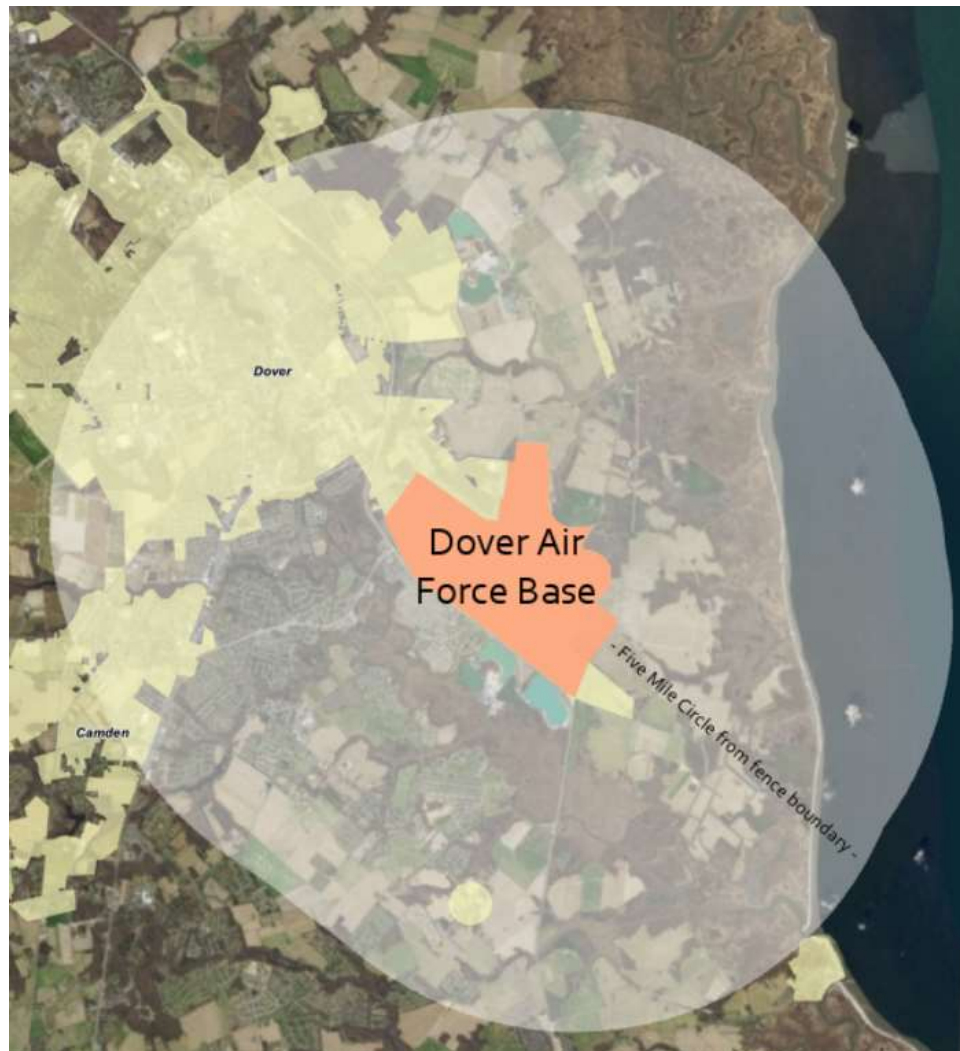 Dover
Dover Air
Force Base
- Five Mile Circle from fence boundary -
Camden